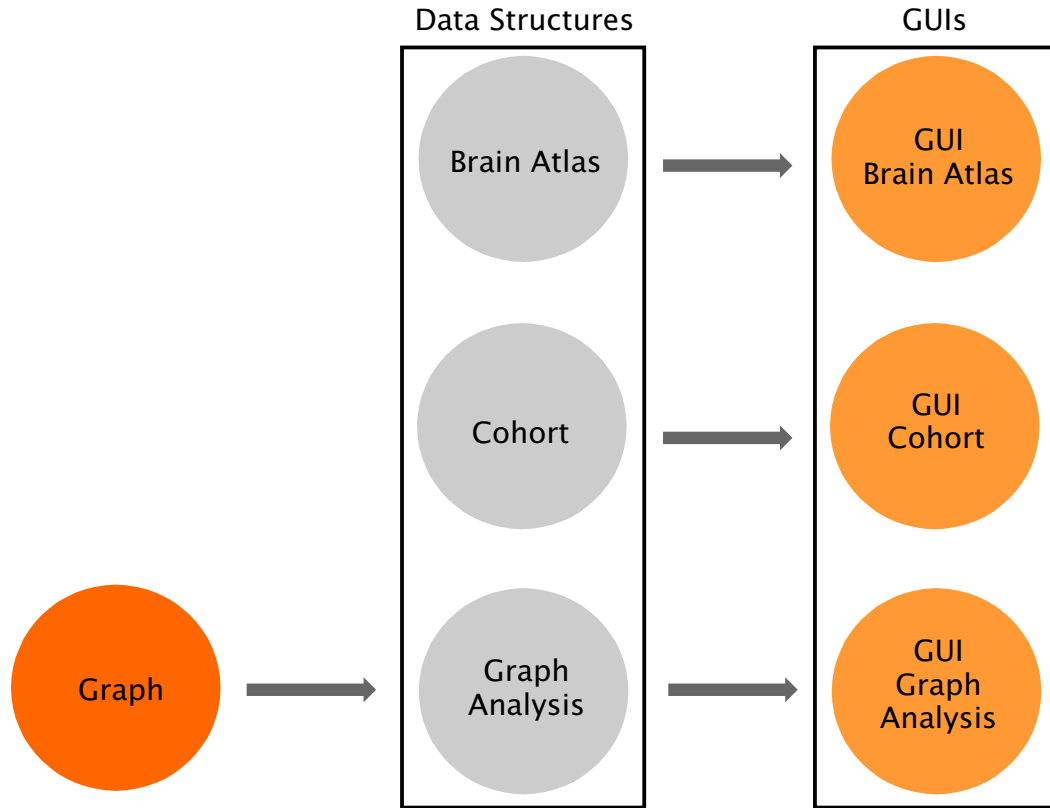 Data Structures
GUIs
Brain Atlas
GUI
Brain Atlas
Cohort
GUI
Cohort
Graph
Graph
Analysis
GUI
Graph
Analysis